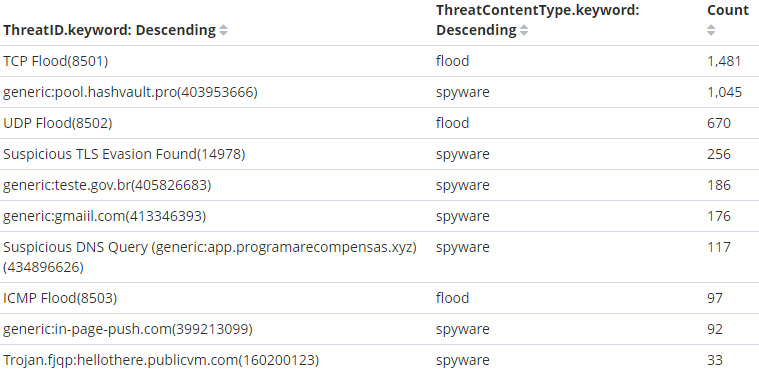 ThreatID.keyword: Descending ThreatContentType.keyword: Descending Count
TCP Flood(8501) flood 1,481
generic:pool.hashvault.pro(403953666) spyware 1,045
UDP Flood(8502) flood 670
Suspicious TLS Evasion Found(14978) spyware 256
generic:teste.gov.br(405826683) spyware 186
generic:gmaiil.com(413346393) spyware 176
Suspicious DNS Query (generic:app.programarecompensas.xyz) spyware 117
(434896626)
ICMP Flood(8503) flood 97
generic:in-page-push.com(399213099) spyware 92
Trojan.fjqp:hellothere.publicvm.com(160200123) spyware 33